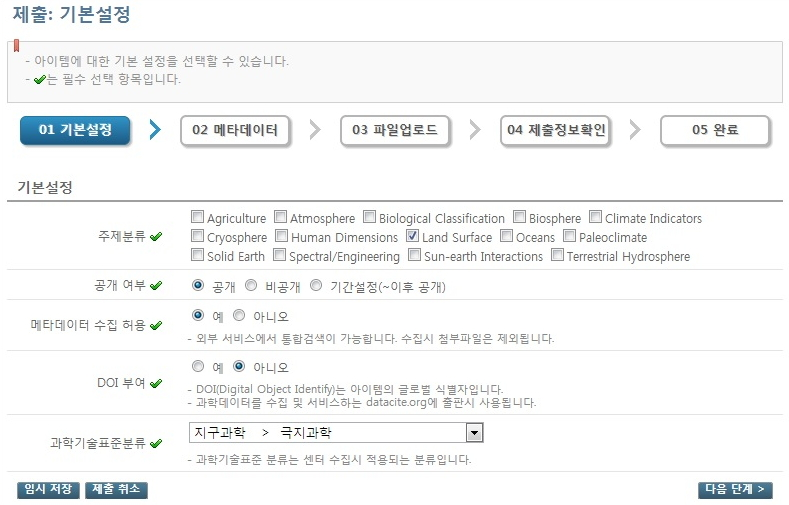 제출: 기본설정
- 아이템에 대한 기본 설정을 선택할 수 있습니다.
- 는 필수 선택 항목입니다.
01 기본설정 02 메타데이터 03 파일업로드 04 제출정보확인 05 완료
기본설정
주제분류
Agriculture Atmosphere Biological Classification Biosphere Climate Indicators
Cryosphere Human Dimensions Land Surface Oceans Paleoclimate
Solid Earth Spectral/Engineering Sun-earth Interactions Terrestrial Hydrosphere
공개 여부 공개 비공개 기간설정(~이후 공개)
메타데이터 수집 허용 예 아니오
- 외부 서비스에서 통합검색이 가능합니다. 수집시 첨부파일은 제외됩니다.
DOI 부여 예 아니오
- DOI(Digital Object Identify)는 아이템의 글로벌 식별자입니다.
- 과학데이터를 수집 및 서비스하는 datacite.org에 출판시 사용됩니다.
과학기술표준분류 지구과학 > 극지과학
- 과학기술표준 분류는 센터 수집시 적용되는 분류입니다.
임시 저장 제출 취소 다음 단계 >